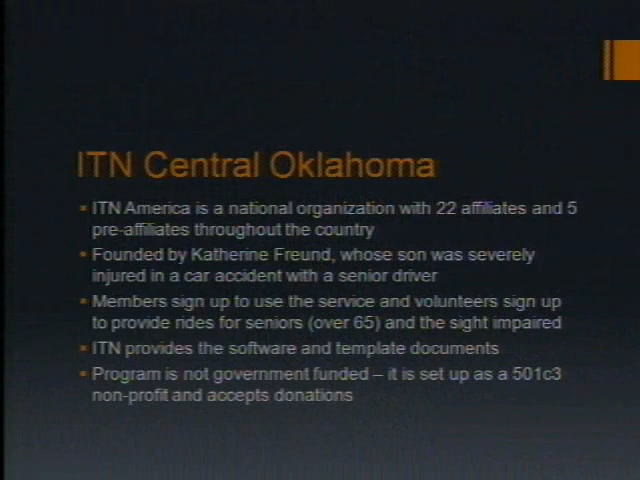 ITN Central Oklahoma
ITN America is a national organization with 22 affiliates and 5
pre-affiliates throughout the country
Founded by Katherine Freund, whose son was severely
injured in a car accident with a senior driver
Members sign up to use the service and volunteers sign up
to provide rides for seniors (over 65) and the sight impaired
ITN provides the software and template documents
Program is not government funded – it is set up as a 501c3
non-profit and accepts donations